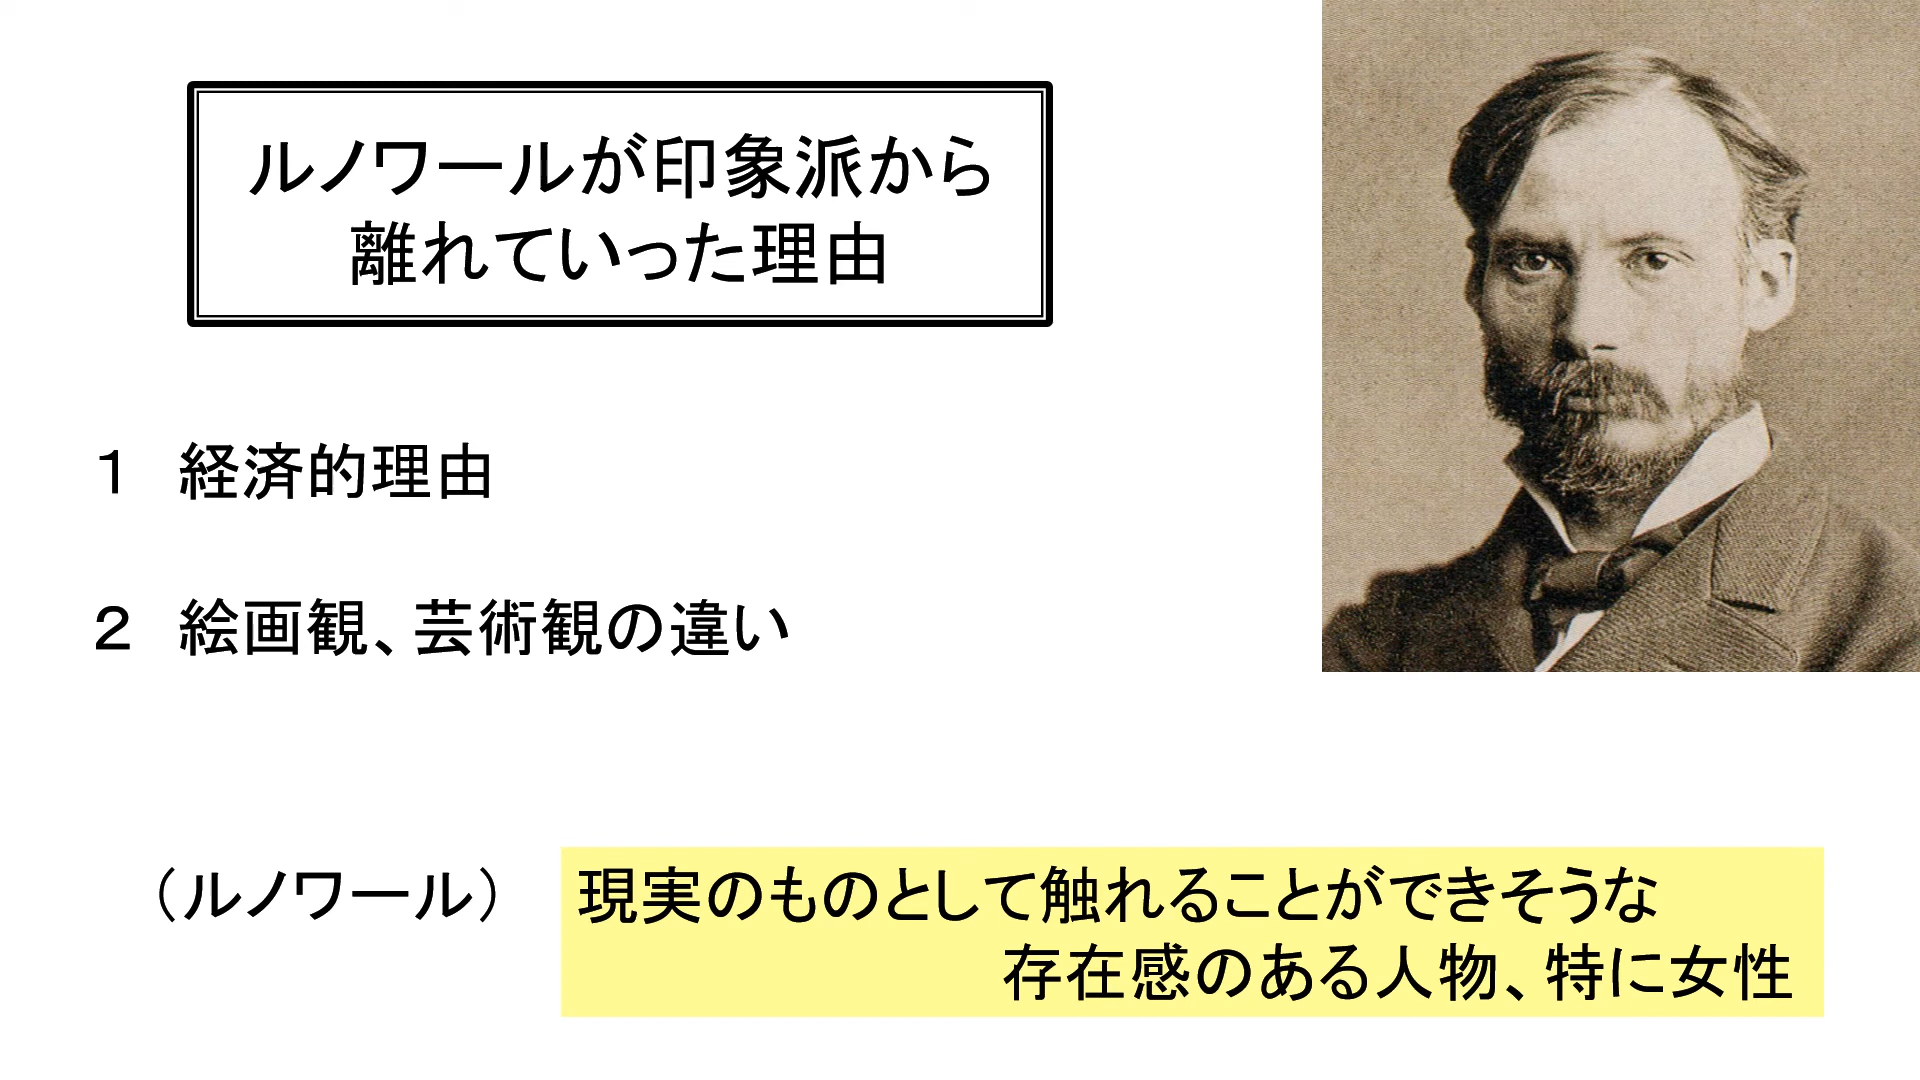 ルノワールが印象派から
離れていった理由
１　経済的理由
２　絵画観、芸術観の違い
（ルノワール）　現実のものとして触れることができそうな
存在感のある人物、特に女性